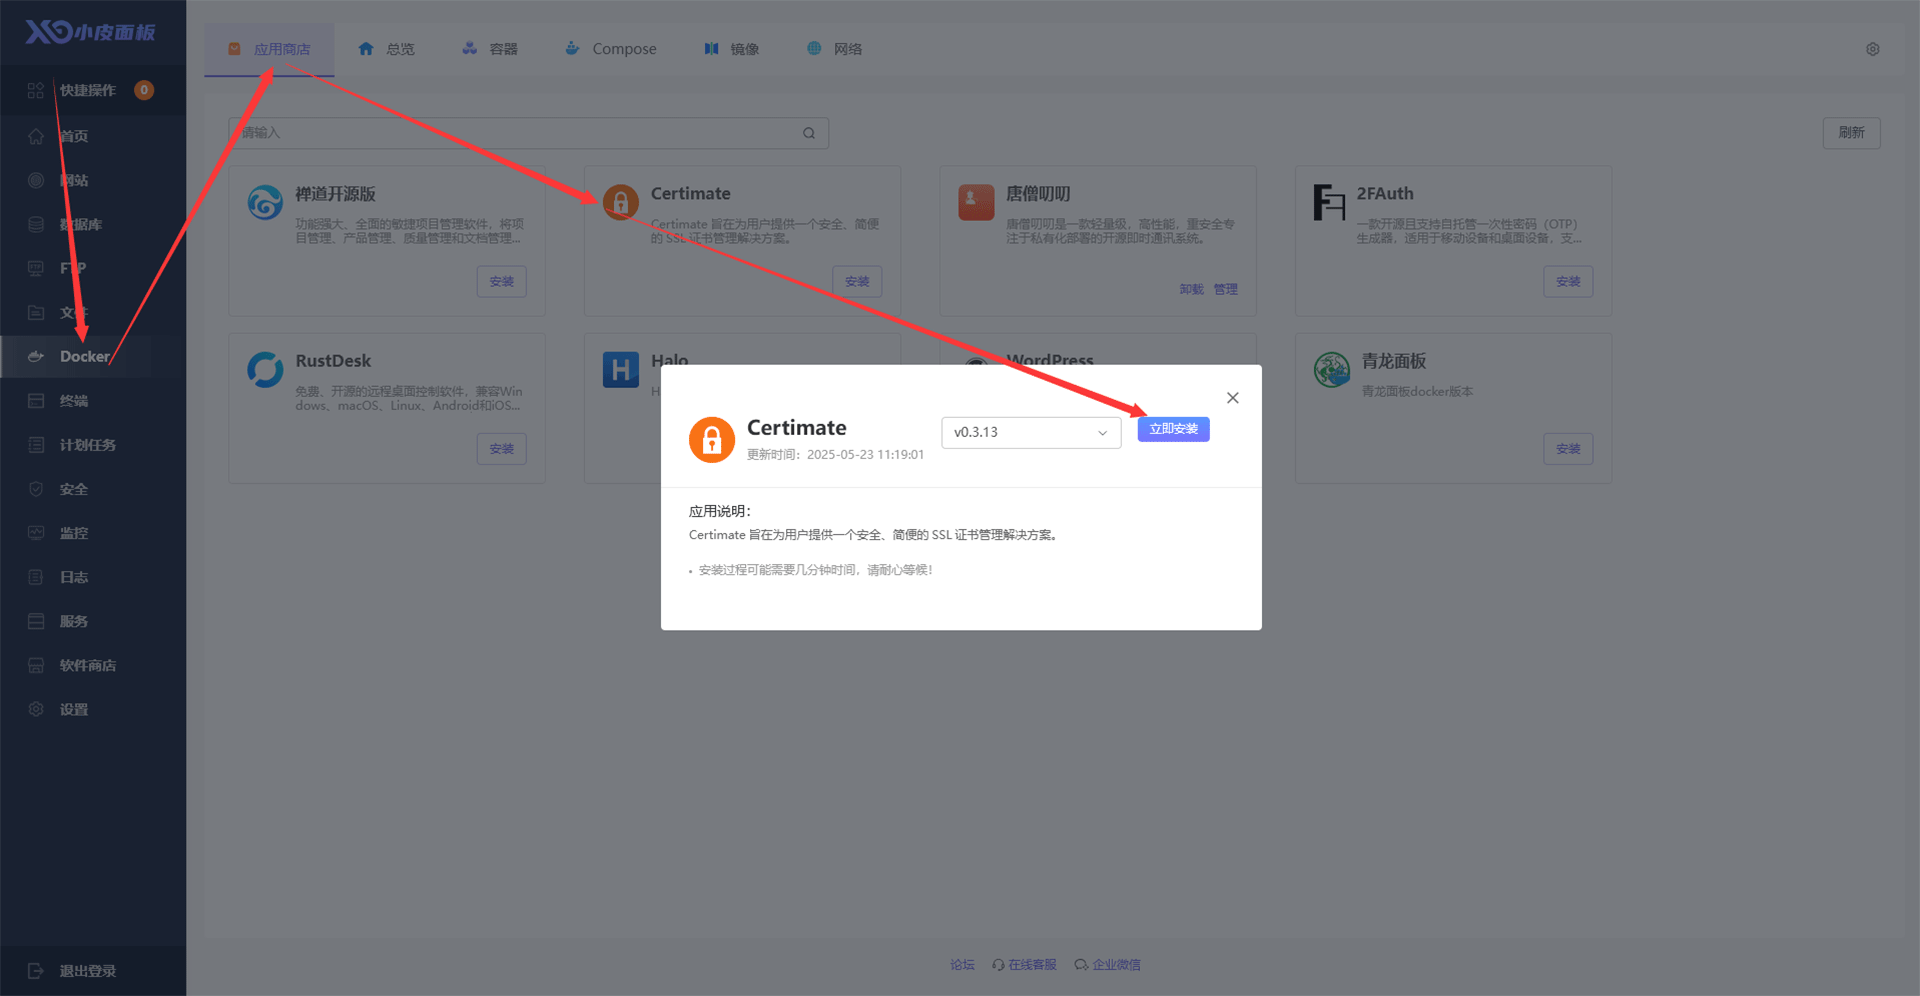 小皮面板
快捷操作 0
首页
网站
数据库
FTP
文件
Docker
终端
计划任务
安全
监控
日志
服务
软件商店
设置
退出登录
应用商店 总览 容器 Compose 镜像 网络
请输入
刷新
禅道开源版
功能强大、全面的敏捷项目管理软件，将项
目管理、产品管理、质量管理和文档管理...
安装
Certimate
Certimate 旨在为用户提供一个安全、简便
的 SSL 证书管理解决方案。
安装
唐僧叨叨
唐僧叨叨是一款轻量级，高性能，重安全专
注于私有化部署的开源即时通讯系统。
卸载 管理
2FAuth
一款开源且支持自托管一次性密码（OTP）
生成器，适用于移动设备和桌面设备，支...
安装
RustDesk
免费、开源的远程桌面控制软件，兼容Win
dows、macOS、Linux、Android和iOS...
安装
Halo
H
WordPress
青龙面板
青龙面板docker版本
安装
Certimate
更新时间：2025-05-23 11:19:01
v0.3.13
立即安装
应用说明：
Certimate 旨在为用户提供一个安全、简便的 SSL 证书管理解决方案。
• 安装过程可能需要几分钟时间，请耐心等候！
论坛 在线客服 企业微信